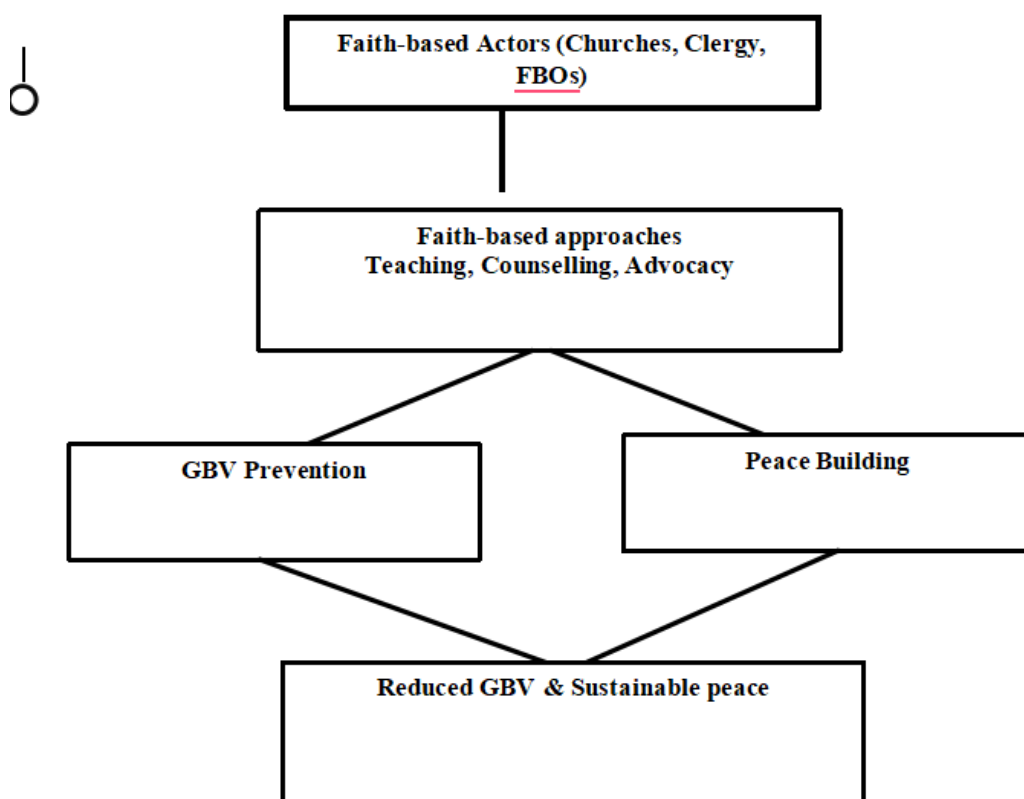 Faith-based Actors (Churches, Clergy,
FBOs)
Faith-based approaches
Teaching, Counselling, Advocacy
GBV Prevention
Peace Building
Reduced GBV & Sustainable peace